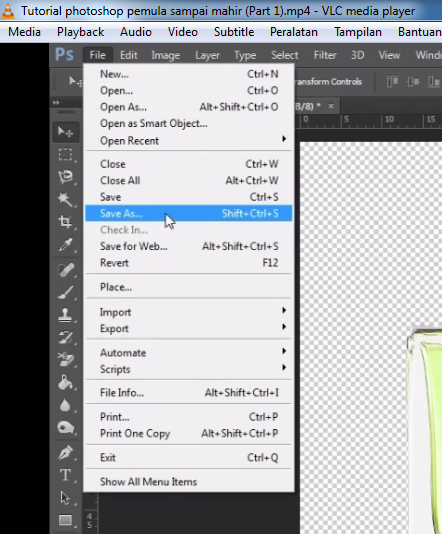 Tutorial photoshop pemula sampai mahir (Part 1).mp4 - VLC media player
Media Playback Audio Video Subtitle Peralatan Tampilan Bantuan
Ps File Edit Image Layer Type Select Filter 3D View Windo
ransform Controls
B/8) * ×
0 5 10 15
New... Ctrl+N
Open... Ctrl+O
Open As... Alt+Shift+Ctrl+O
Open as Smart Object...
Open Recent
Close Ctrl+W
Close All Alt+Ctrl+W
Save Ctrl+S
Save As... Shift+Ctrl+S
Check In...
Save for Web... Alt+Shift+Ctrl+S
Revert F12
Place...
Import
Export
Automate
Scripts
File Info... Alt+Shift+Ctrl+I
Print... Ctrl+P
Print One Copy Alt+Shift+Ctrl+P
Exit Ctrl+Q
Show All Menu Items
T
4
5